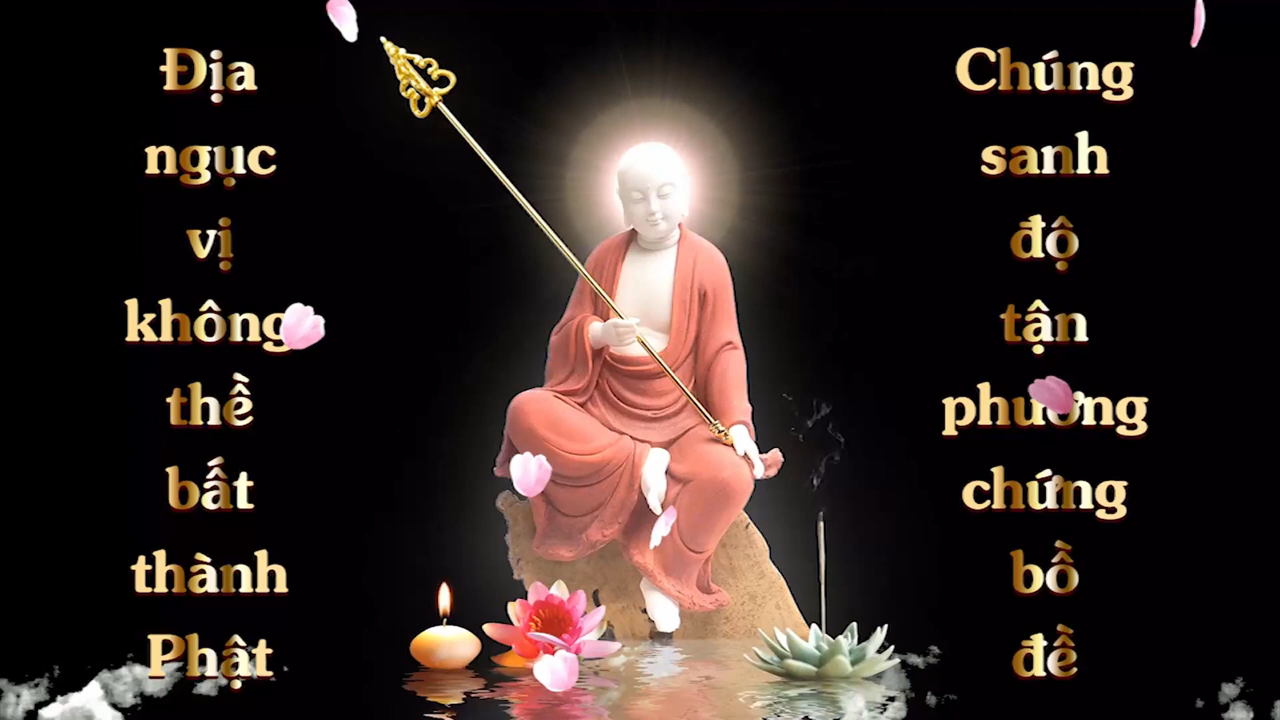 Địa
ngục
vị
không
thề
bất
thành
Phật
Chúng
sanh
độ
tận
phương
chứng
bồ
đề